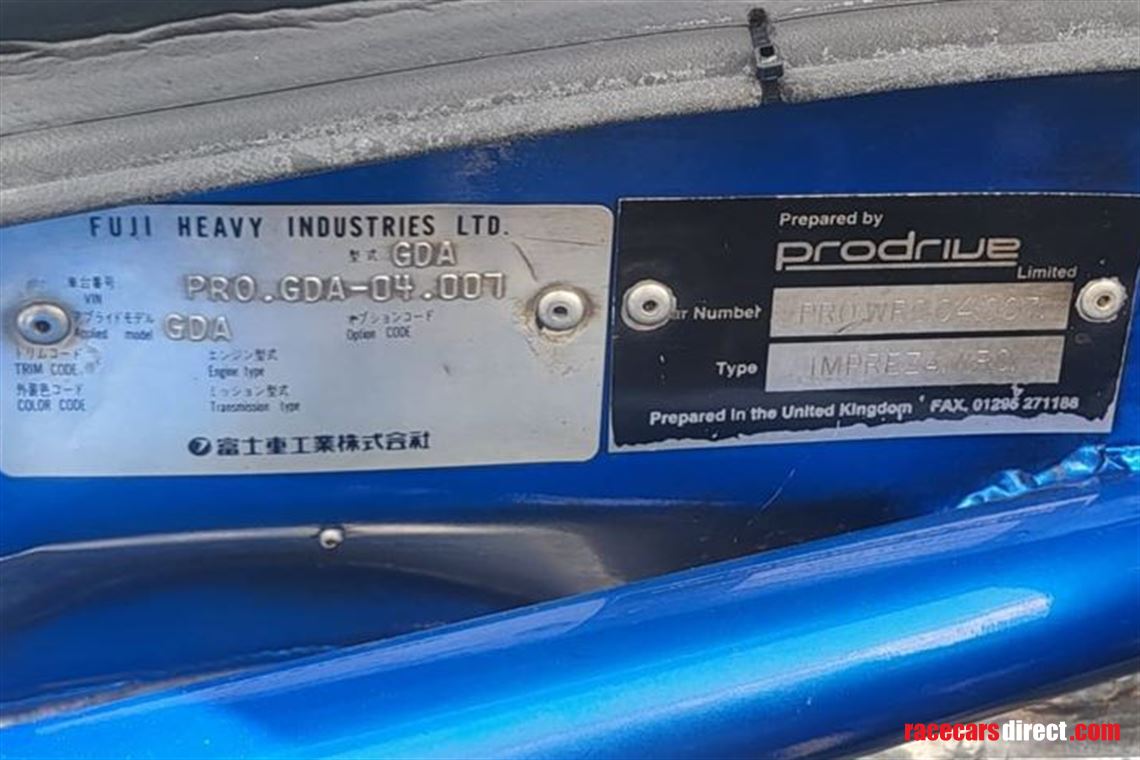 FUJI HEAVY INDUSTRIES LTD.
型式 GDA
車台番号
VIN
PRO.GDA-04.007
アプライドモデル
Applied model
GDA
オプションコード
Option CODE
トリムコード
TRIM CODE
エンジン型式
Engine type
外装色コード
COLOR CODE
ミッション型式
Transmission type
富士重工業株式会社
Prepared by
prodrive
Limited
Number PRO.WR 04.007
Type IMPREZA WRC
Prepared in the United Kingdom FAX. 01295 271188
racecarsdirect.com